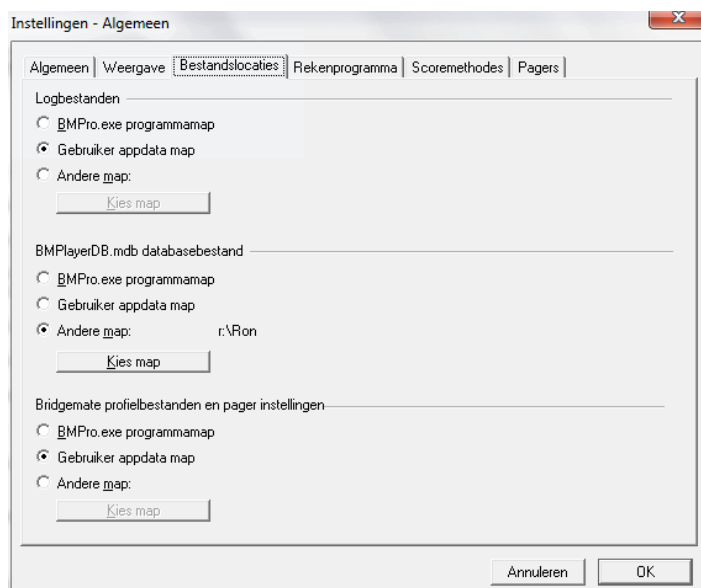 Instellingen - Algemeen
Algemeen Weergave Bestandslocaties Rekenprogramma Scoremethodes Pagers
Logbestanden
BMPro.exe programmamap
Gebruiker appdata map
Andere map:
Kies map
BMPlayerDB.mdb databasebestand
BMPro.exe programmamap
Gebruiker appdata map
Andere map: r:\Ron
Kies map
Bridgemate profielbestanden en pager instellingen
BMPro.exe programmamap
Gebruiker appdata map
Andere map:
Kies map
Annuleren OK